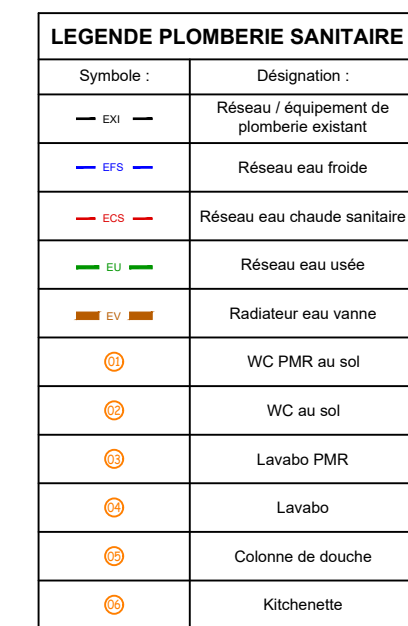 LEGENDE PLOMBERIE SANITAIRE
Symbole :
Désignation :
EXI
Réseau / équipement de
plomberie existant
EFS
Réseau eau froide
ECS
Réseau eau chaude sanitaire
EU
Réseau eau usée
EV
Radiateur eau vanne
01
WC PMR au sol
02
WC au sol
03
Lavabo PMR
04
Lavabo
05
Colonne de douche
06
Kitchenette